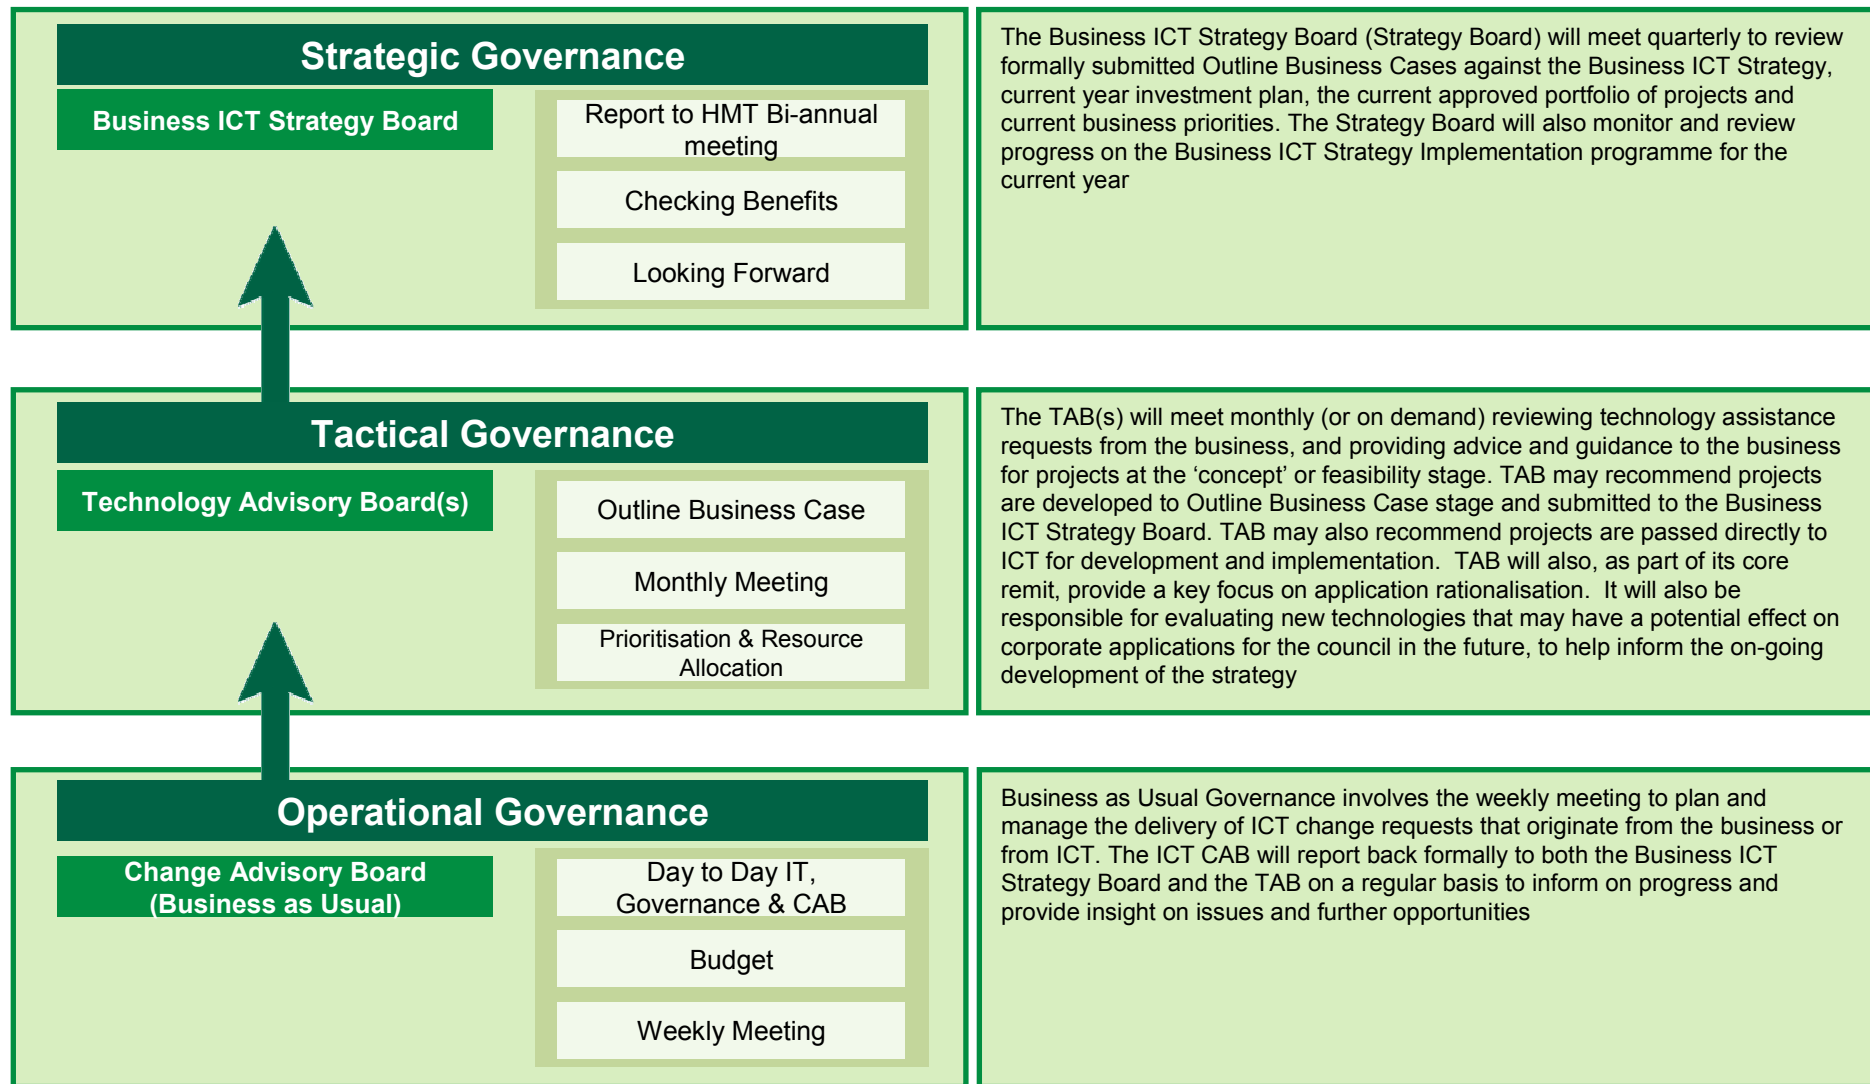 Strategic Governance
Business ICT Strategy Board
Report to HMT Bi-annual
meeting
Checking Benefits
Looking Forward
The Business ICT Strategy Board (Strategy Board) will meet quarterly to review
formally submitted Outline Business Cases against the Business ICT Strategy,
current year investment plan, the current approved portfolio of projects and
current business priorities. The Strategy Board will also monitor and review
progress on the Business ICT Strategy Implementation programme for the
current year
Tactical Governance
Technology Advisory Board(s)
Outline Business Case
Monthly Meeting
Prioritisation & Resource
Allocation
The TAB(s) will meet monthly (or on demand) reviewing technology assistance
requests from the business, and providing advice and guidance to the business
for projects at the ‘concept’ or feasibility stage. TAB may recommend projects
are developed to Outline Business Case stage and submitted to the Business
ICT Strategy Board. TAB may also recommend projects are passed directly to
ICT for development and implementation.  TAB will also, as part of its core
remit, provide a key focus on application rationalisation.  It will also be
responsible for evaluating new technologies that may have a potential effect on
corporate applications for the council in the future, to help inform the on-going
development of the strategy
Operational Governance
Change Advisory Board
(Business as Usual)
Day to Day IT,
Governance & CAB
Budget
Weekly Meeting
Business as Usual Governance involves the weekly meeting to plan and
manage the delivery of ICT change requests that originate from the business or
from ICT. The ICT CAB will report back formally to both the Business ICT
Strategy Board and the TAB on a regular basis to inform on progress and
provide insight on issues and further opportunities